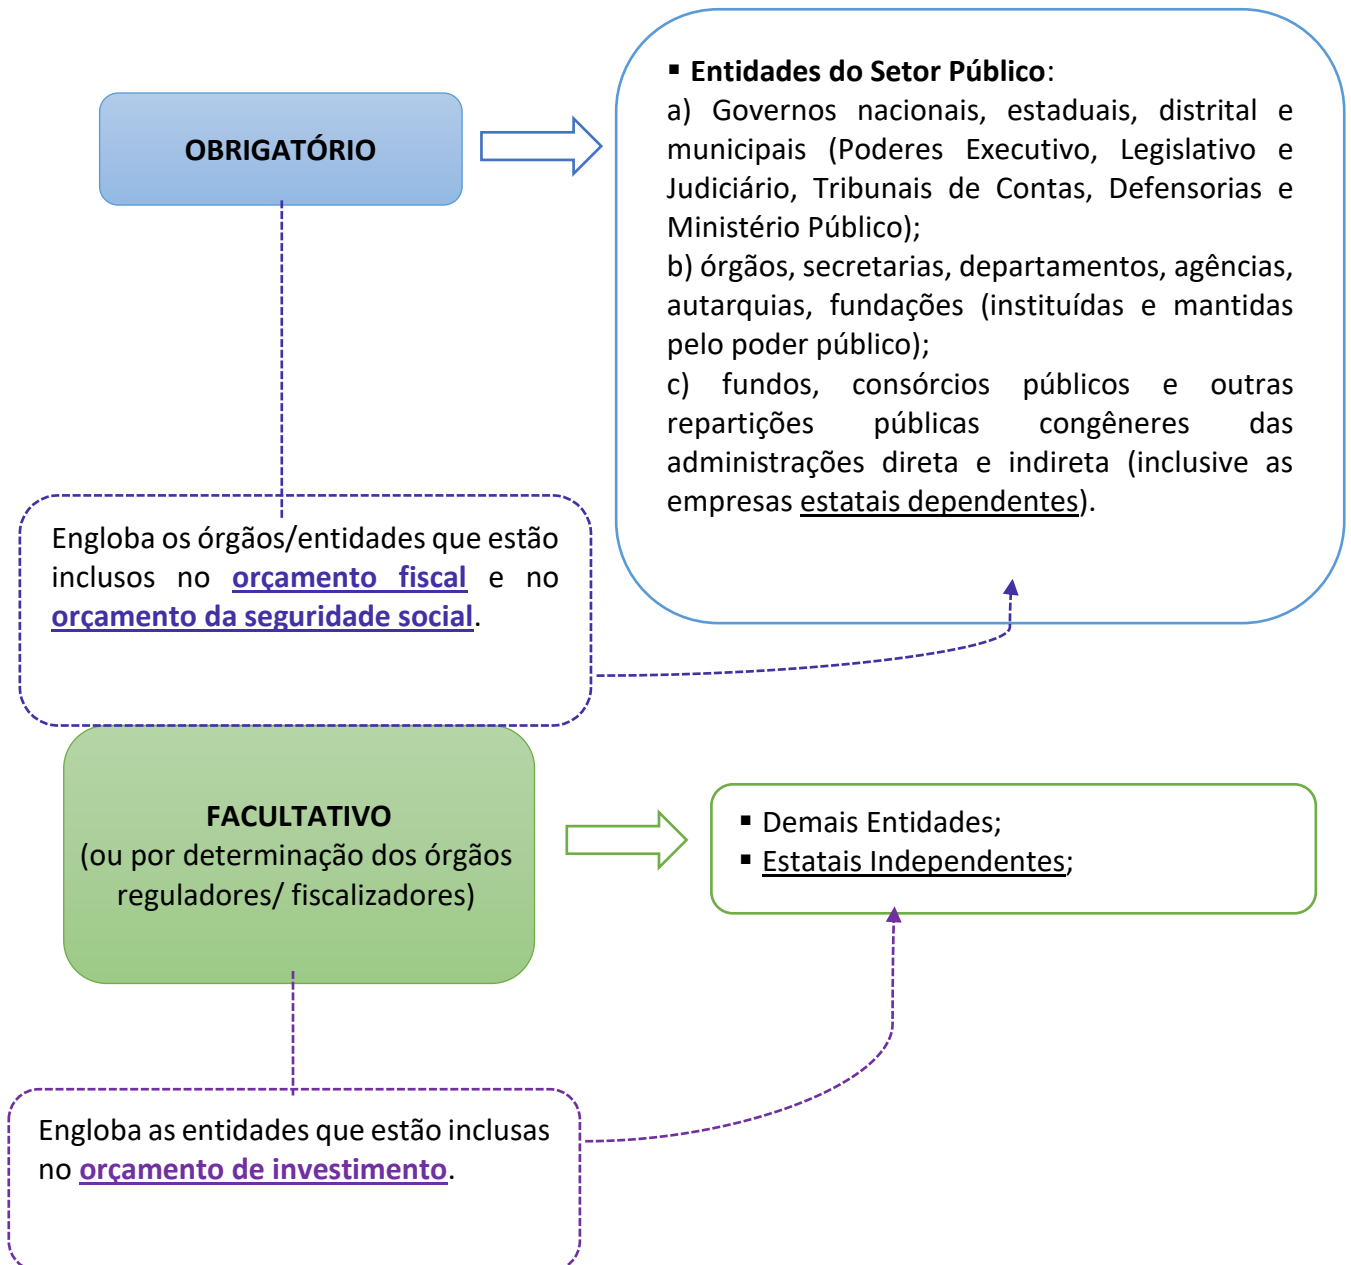 OBRIGATÓRIO
▪ Entidades do Setor Público:
a) Governos nacionais, estaduais, distrital e
municipais (Poderes Executivo, Legislativo e
Judiciário, Tribunais de Contas, Defensorias e
Ministério Público);
b) órgãos, secretarias, departamentos, agências,
autarquias, fundações (instituídas e mantidas
pelo poder público);
c) fundos, consórcios públicos e outras
repartições públicas congêneres das
administrações direta e indireta (inclusive as
empresas estatais dependentes).
Engloba os órgãos/entidades que estão
inclusos no orçamento fiscal e no
orçamento da seguridade social.
FACULTATIVO
(ou por determinação dos órgãos
reguladores/ fiscalizadores)
▪ Demais Entidades;
▪ Estatais Independentes;
Engloba as entidades que estão inclusas
no orçamento de investimento.